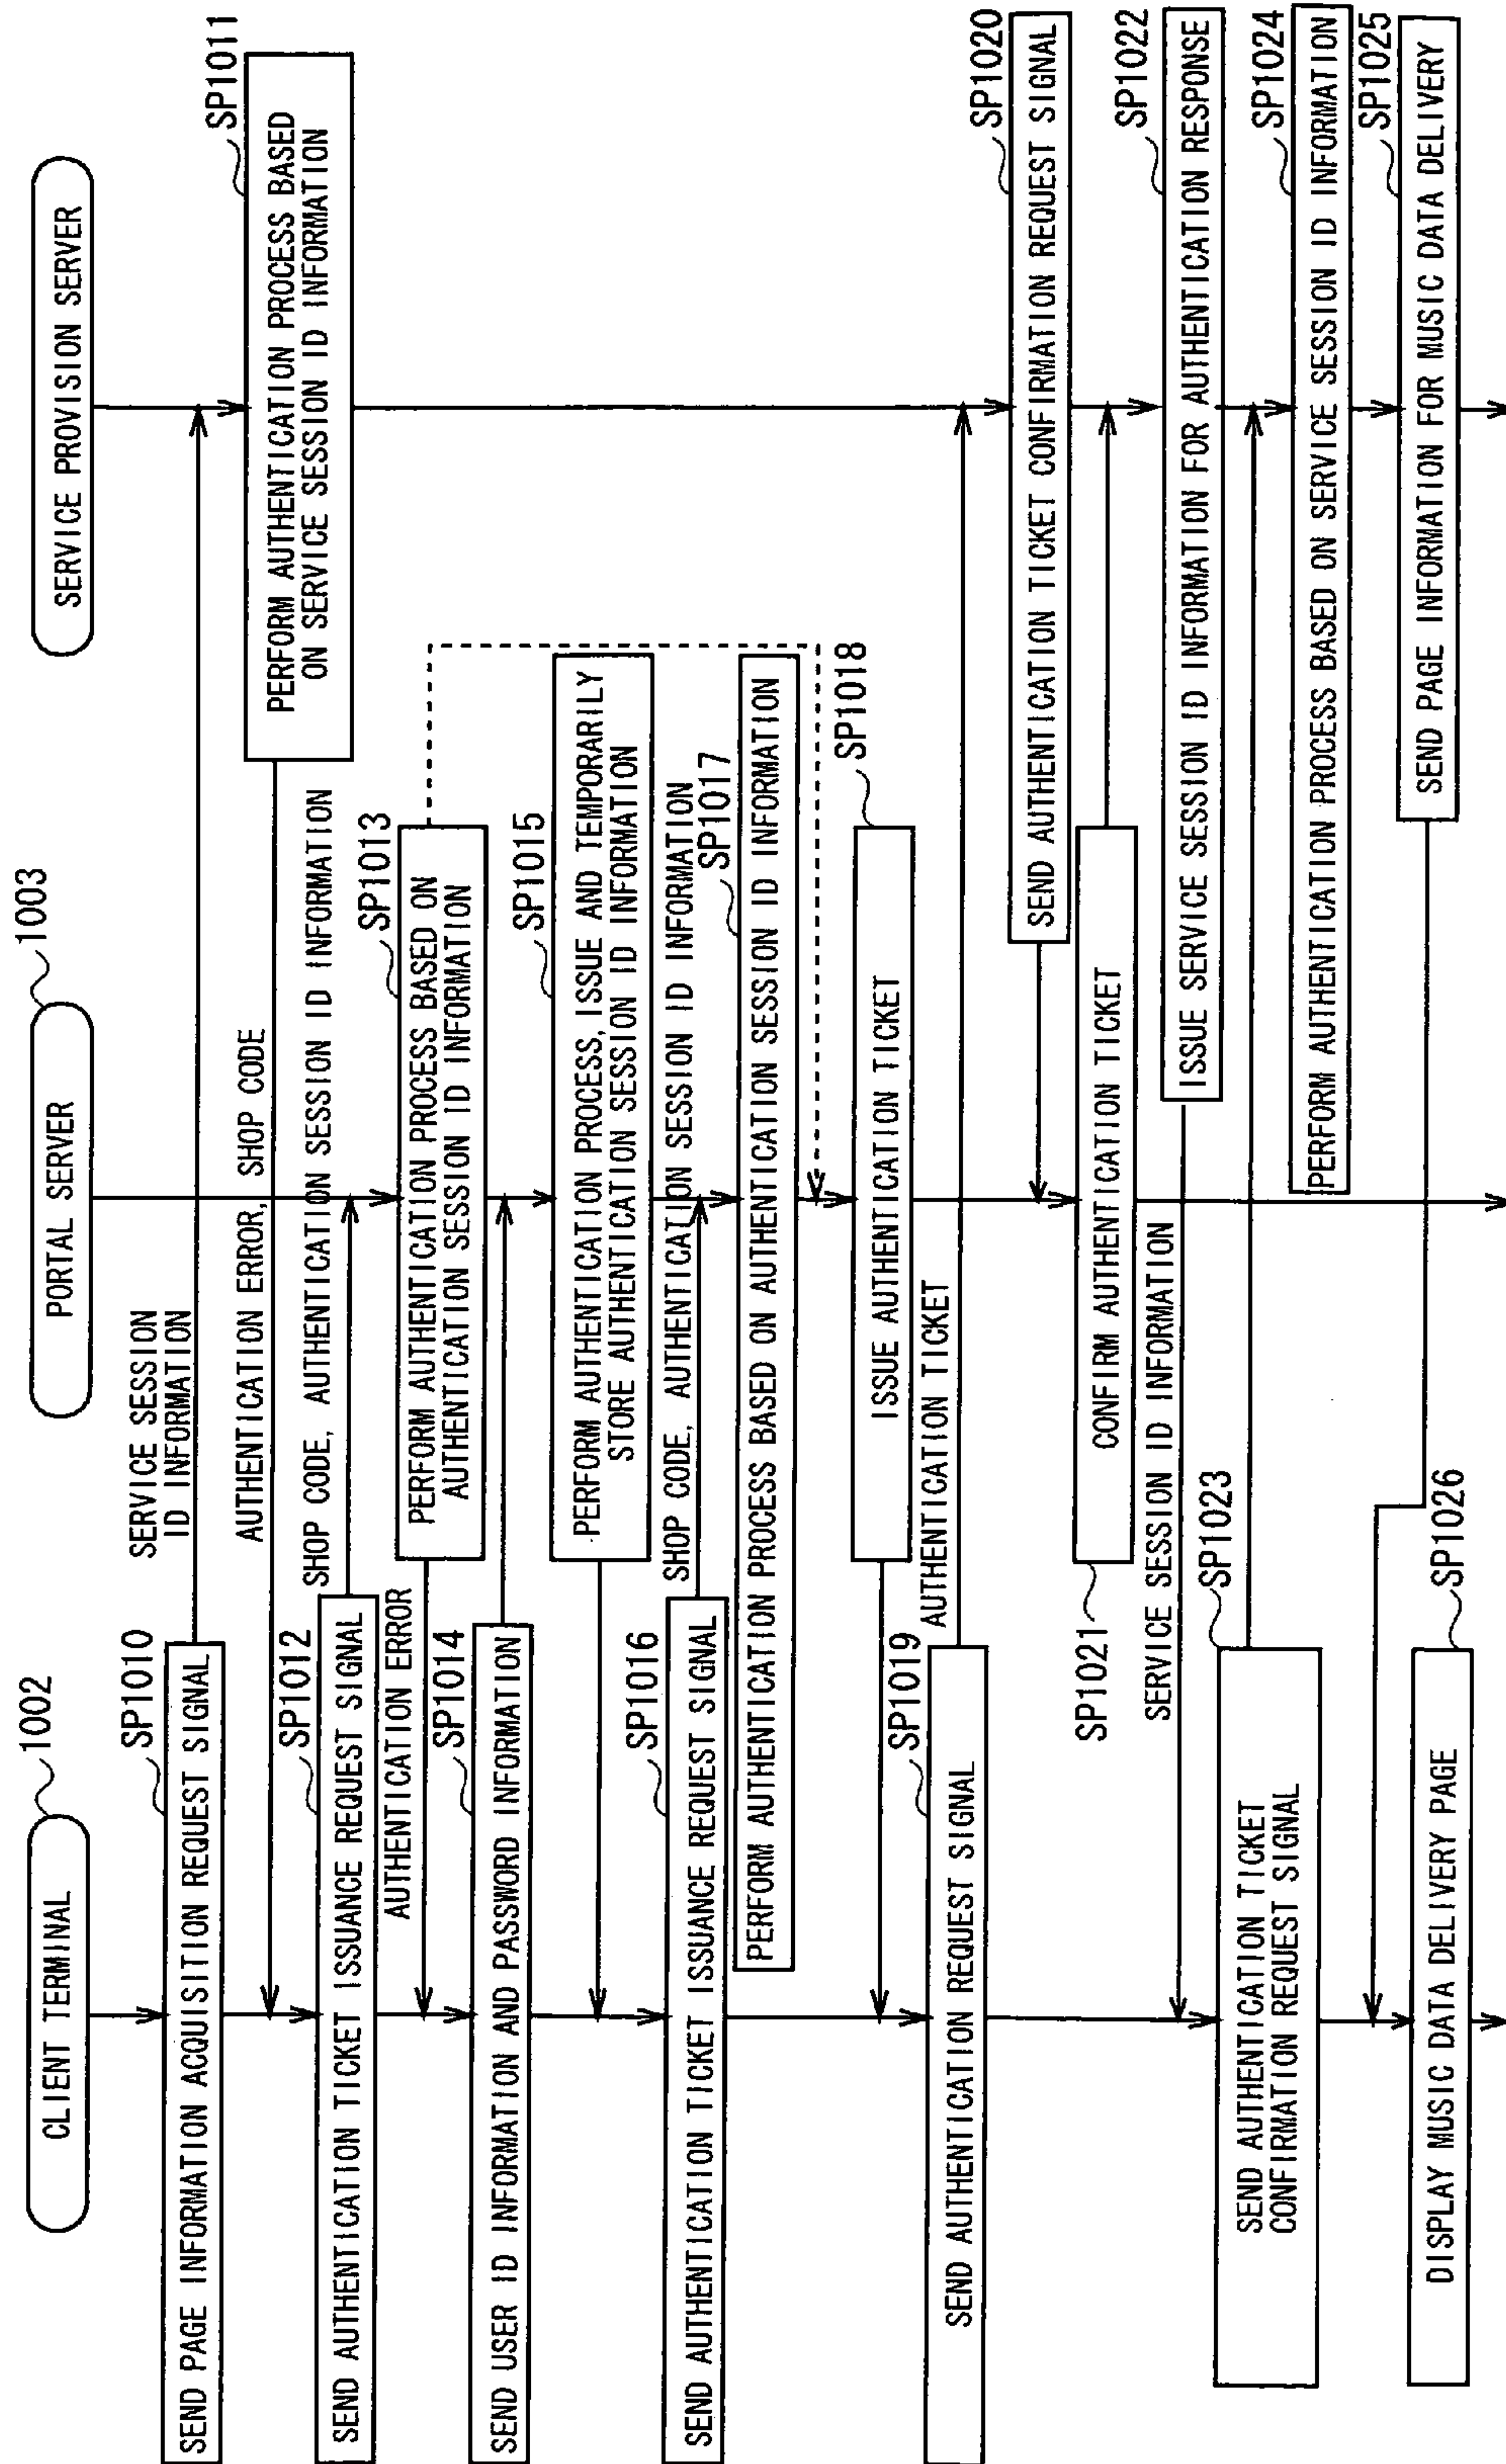 CLIENT TERMINAL
1002
PORTAL SERVER
1003
SERVICE PROVISION SERVER
SP1010
SEND PAGE INFORMATION ACQUISITION REQUEST SIGNAL
SERVICE SESSION
ID INFORMATION
SP1011
PERFORM AUTHENTICATION PROCESS BASED
ON SERVICE SESSION ID INFORMATION
AUTHENTICATION ERROR, SHOP CODE
SP1012
SEND AUTHENTICATION TICKET ISSUANCE REQUEST SIGNAL
SHOP CODE, AUTHENTICATION SESSION ID INFORMATION
SP1013
PERFORM AUTHENTICATION PROCESS BASED ON
AUTHENTICATION SESSION ID INFORMATION
AUTHENTICATION ERROR
SP1014
SEND USER ID INFORMATION AND PASSWORD INFORMATION
SP1015
PERFORM AUTHENTICATION PROCESS, ISSUE AND TEMPORARILY
STORE AUTHENTICATION SESSION ID INFORMATION
SP1016
SEND AUTHENTICATION TICKET ISSUANCE REQUEST SIGNAL
SHOP CODE, AUTHENTICATION SESSION ID INFORMATION
SP1017
PERFORM AUTHENTICATION PROCESS BASED ON AUTHENTICATION SESSION ID INFORMATION
SP1018
ISSUE AUTHENTICATION TICKET
SP1019
SEND AUTHENTICATION REQUEST SIGNAL
AUTHENTICATION TICKET
SP1020
SEND AUTHENTICATION TICKET CONFIRMATION REQUEST SIGNAL
SP1021
CONFIRM AUTHENTICATION TICKET
SP1022
ISSUE SERVICE SESSION ID INFORMATION FOR AUTHENTICATION RESPONSE
SERVICE SESSION ID INFORMATION
SP1023
SEND AUTHENTICATION TICKET
CONFIRMATION REQUEST SIGNAL
SP1024
PERFORM AUTHENTICATION PROCESS BASED ON SERVICE SESSION ID INFORMATION
SP1025
SEND PAGE INFORMATION FOR MUSIC DATA DELIVERY
SP1026
DISPLAY MUSIC DATA DELIVERY PAGE